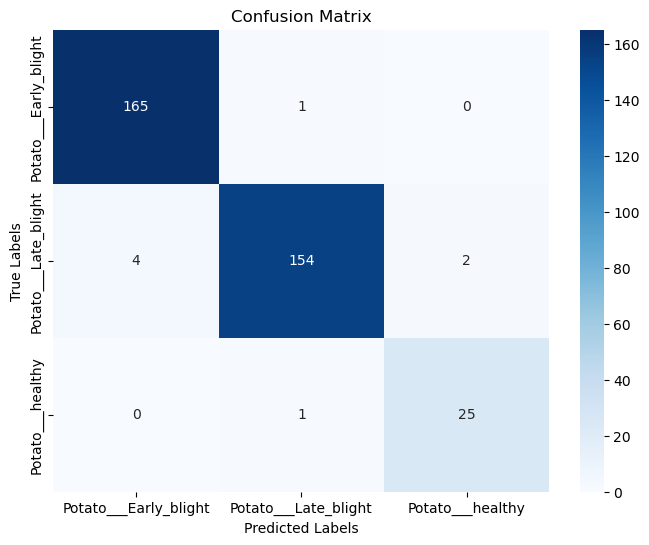 Confusion Matrix
True Labels
Potato___Early_blight
165 1 0
Potato___Late_blight
4 154 2
Potato___healthy
0 1 25
Potato___Early_blight Potato___Late_blight Potato___healthy
Predicted Labels
160
140
120
100
80
60
40
20
0